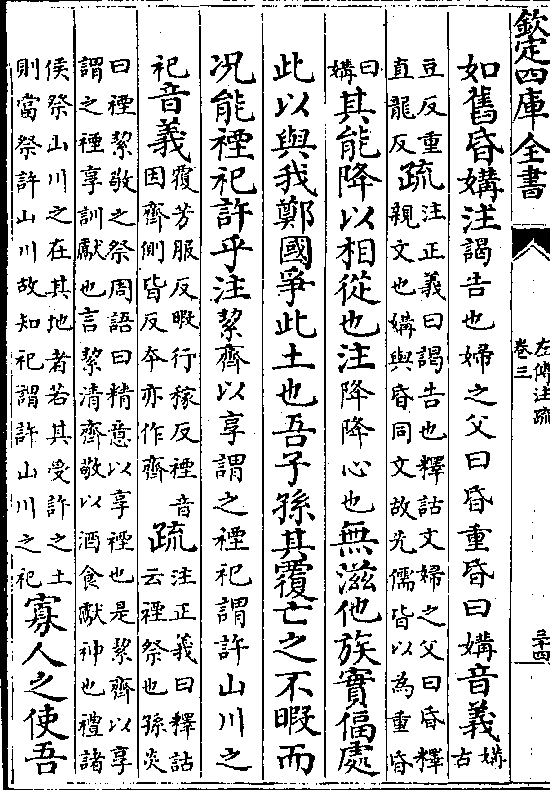 欽定四庫全書
左傳注疏
卷三
三十四
如舊昏媾注謁告也婦之父曰昏重昏曰媾音義媾古
豆反重直龍反疏注正義曰謁告也釋詁文婦之父曰昏釋親文也媾與昏同文故先儒皆以為重昏
曰媾其能降以相從也注降降心也無滋他族實偪處
此以與我鄭國爭此土也吾子孫其覆亡之不暇而
况能禋祀許乎注絜齊以享謂之禋祀謂許山川之
祀音義覆芳服反暇行稼反禋音因齊側皆反本亦作齊疏注正義曰釋詁云禋祭也孫炎
曰禋絜敬之祭周語曰精意以享禋也是絜齊以享謂之禋享訓獻也言絜清齊敬以酒食獻神也禮諸
侯祭山川之在其地者若其受許之土則當祭許山川故知祀謂許山川之祀寡人之使吾